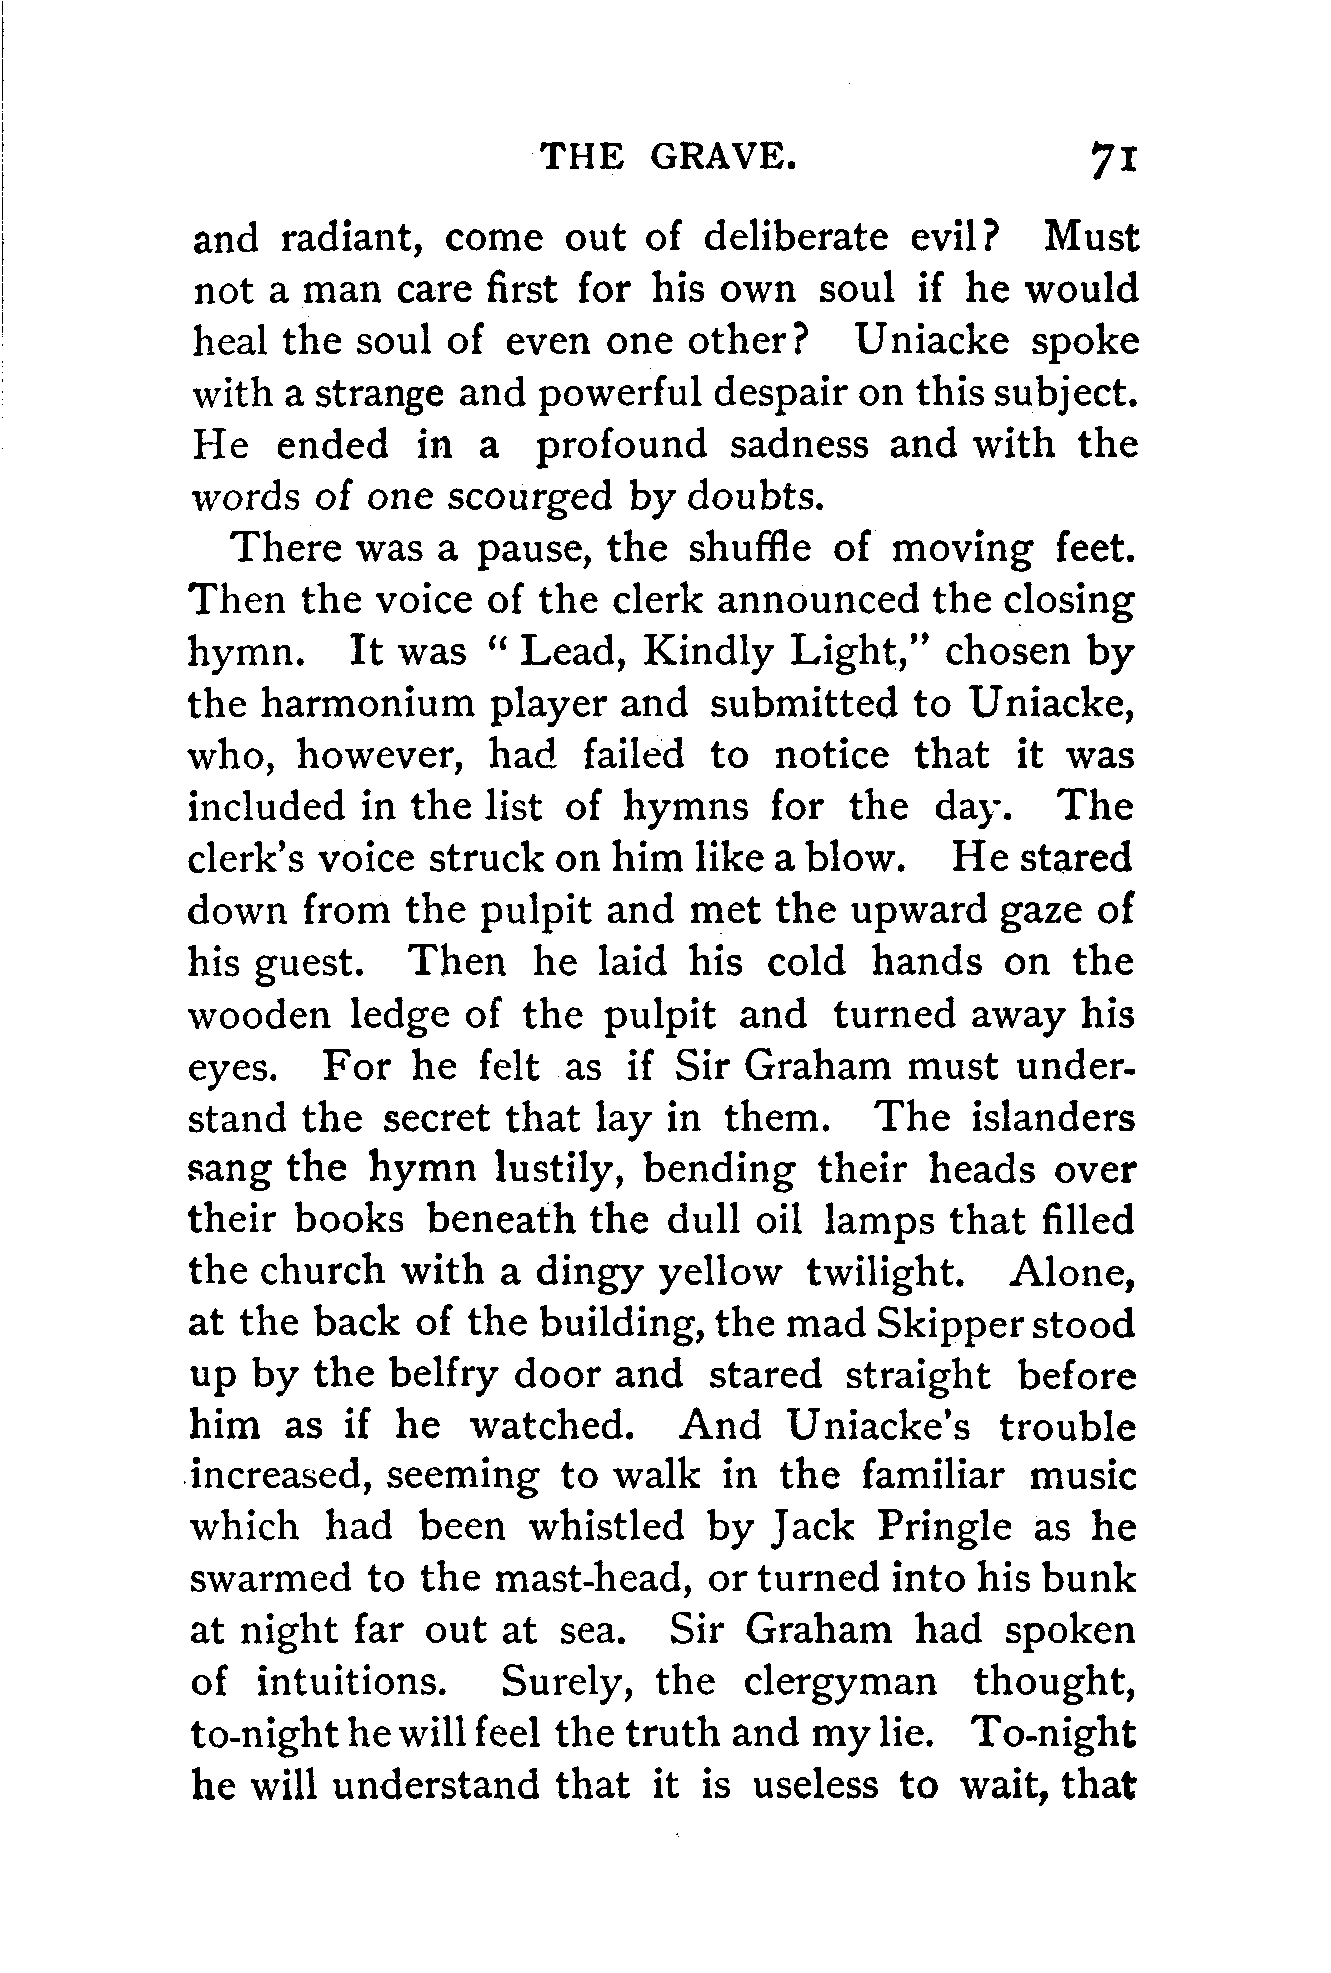 THE GRAVE. 71
and radiant, come out of deliberate evil? Must
not a man care first for his own soul if he would
heal the soul of even one other? Uniacke spoke
with a strange and powerful despair on this subject.
He ended in a profound sadness and with the
words of one scourged by doubts.
There was a pause, the shuffle of moving feet.
Then the voice of the clerk announced the closing
hymn. It was “ Lead, Kindly Light,” chosen by
the harmonium player and submitted to Uniacke,
who, however, had failed to notice that it was
included in the list of hymns for the day. The
clerk’s voice struck on him like a blow. He stared
down from the pulpit and met the upward gaze of
his guest. Then he laid his cold hands on the
wooden ledge of the pulpit and turned away his
eyes. For he felt as if Sir Graham must under-
stand the secret that lay in them. The islanders
sang the hymn lustily, bending their heads over
their books beneath the dull oil lamps that filled
the church with a dingy yellow twilight. Alone,
at the back of the building, the mad Skipper stood
up by the belfry door and stared straight before
him as if he watched. And Uniacke’s trouble
increased, seeming to walk in the familiar music
which had been whistled by Jack Pringle as he
swarmed to the mast-head, or turned into his bunk
at night far out at sea. Sir Graham had spoken
of intuitions. Surely, the clergyman thought,
to-night he will feel the truth and my lie. To-night
he will understand that it is useless to wait, that